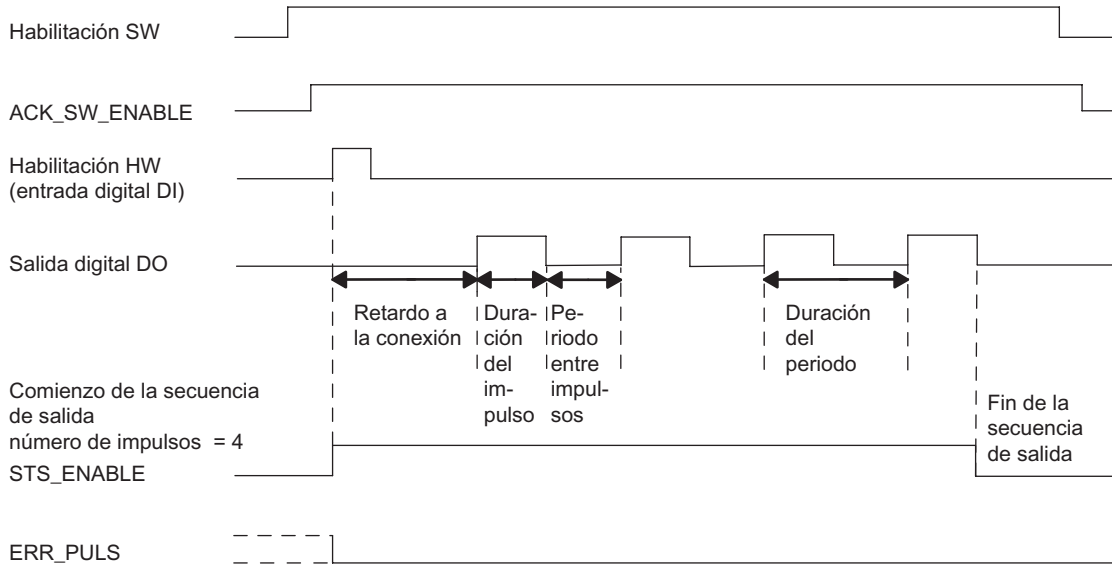 Habilitación SW
ACK_SW_ENABLE
Habilitación HW
(entrada digital DI)
Salida digital DO
Retardo a
la conexión
Dura-
ción
del
im-
pulso
Pe-
riodo
entre
impul-
sos
Duración
del
periodo
Comienzo de la secuencia
de salida
número de impulsos = 4
Fin de la
secuencia
de salida
STS_ENABLE
ERR_PULS